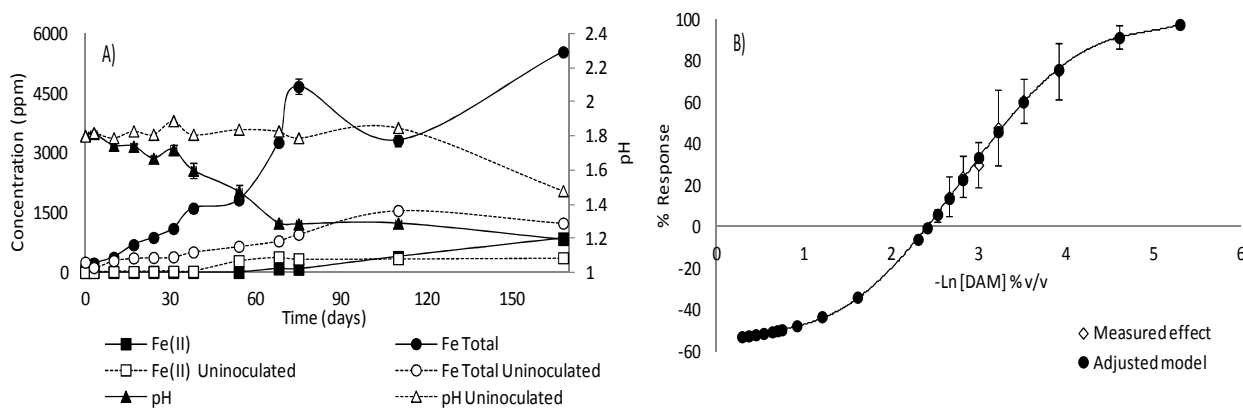 A)
Concentration (ppm)
6000
4500
3000
1500
0
2.4
2.2
2
1.8
1.6
1.4
1.2
1
pH
0 30 60 90 120 150
Time (days)
Fe(II)
Fe Total
Fe(II) Uninoculated
Fe Total Uninoculated
pH
pH Uninoculated
B)
% Response
100
80
60
40
20
0
-20
-40
-60
0 1 2 3 4 5 6
-Ln [DAM] % v/v
Measured effect
Adjusted model